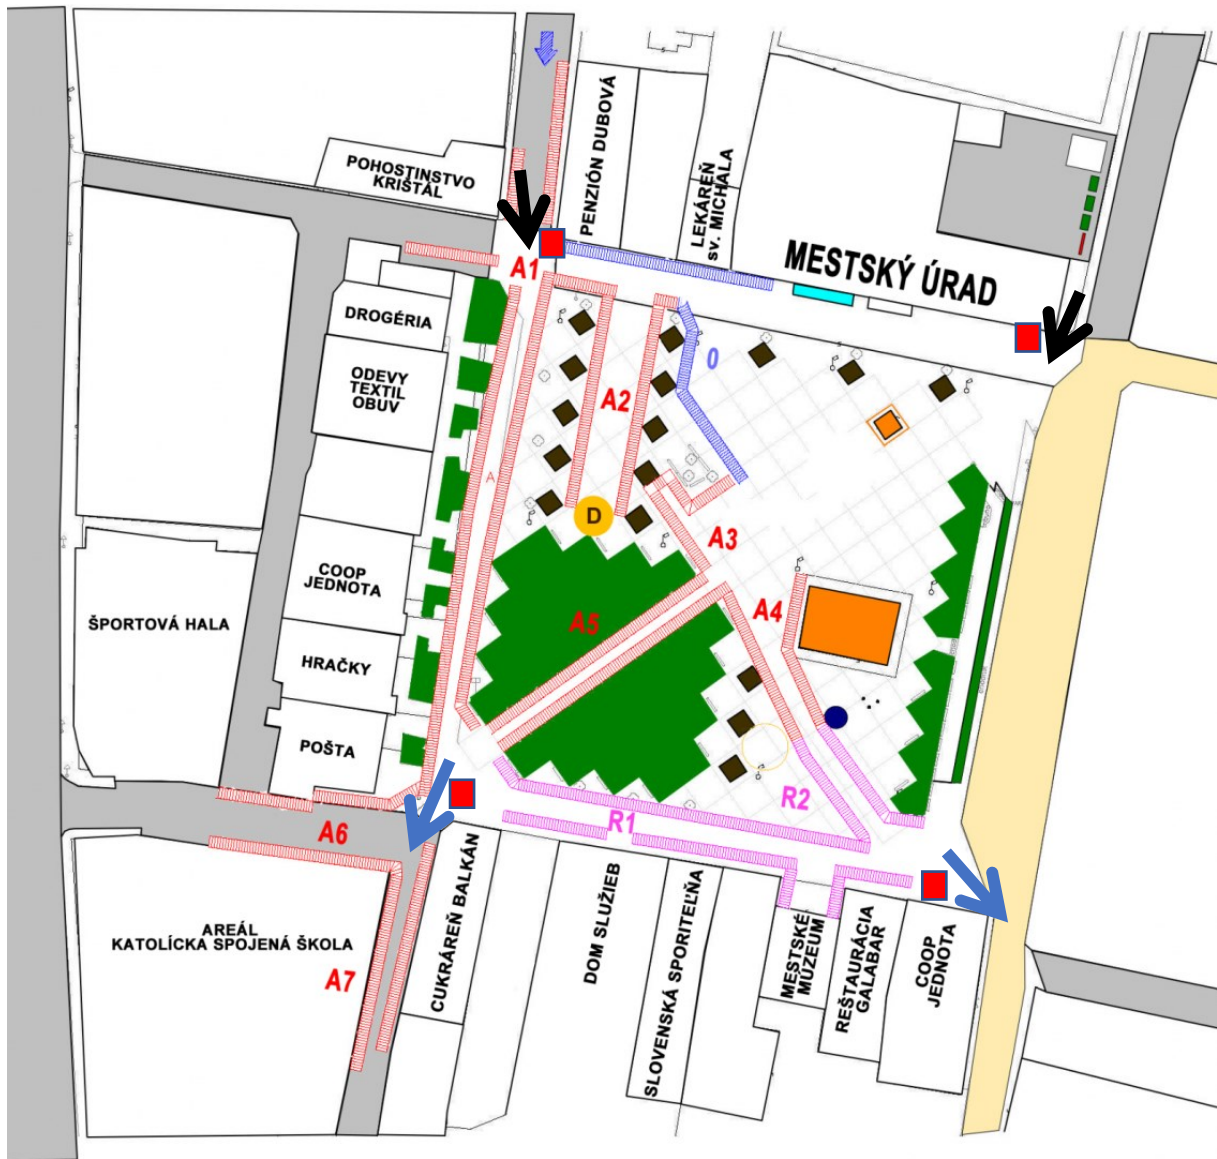 POHOSTINSTVO
KRIŠTÁL
PENZIÓN DUBOVÁ
LEKÁREŇ
sv. MICHALA
MESTSKÝ ÚRAD
A1
DROGÉRIA
0
ODEVY
TEXTIL
OBUV
A2
A
D
A3
COOP
JEDNOTA
A4
ŠPORTOVÁ HALA
A5
HRAČKY
POŠTA
R2
R1
A6
AREÁL
KATOLÍCKA SPOJENÁ ŠKOLA
A7
CUKRÁREŇ BALKÁN
DOM SLUŽIEB
SLOVENSKÁ SPORITEĽŇA
MESTSKÉ
MÚZEUM
REŠTAURÁCIA
GALABAR
COOP
JEDNOTA